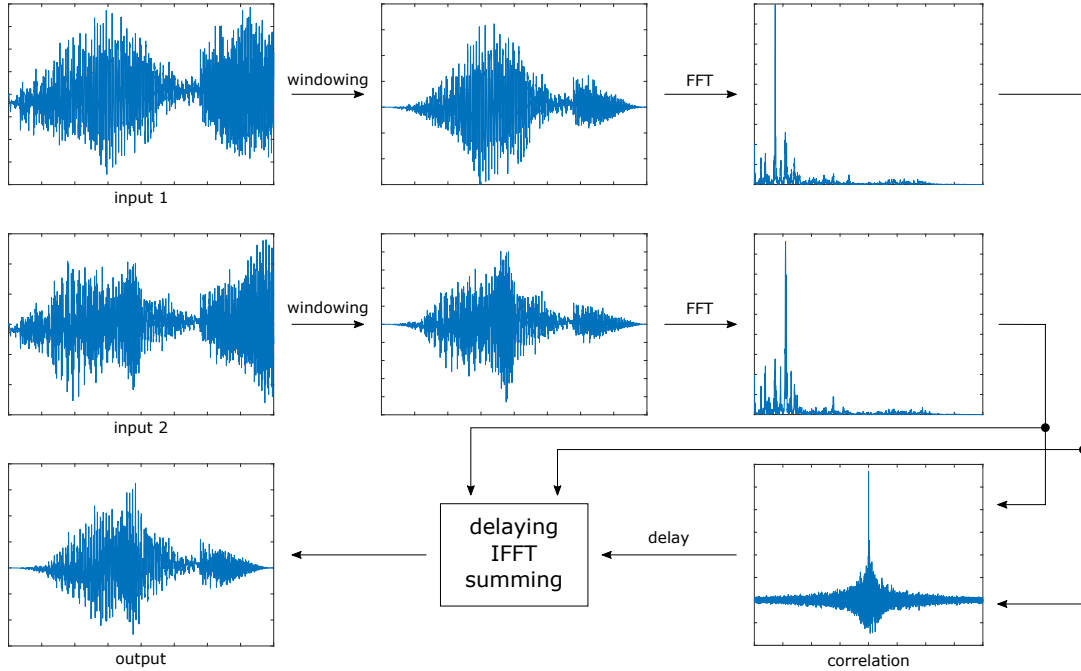 windowing
FFT
input 1
windowing
FFT
input 2
delaying
IFFT
summing
delay
output
correlation